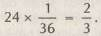 24 × 1/36 = 2/3.